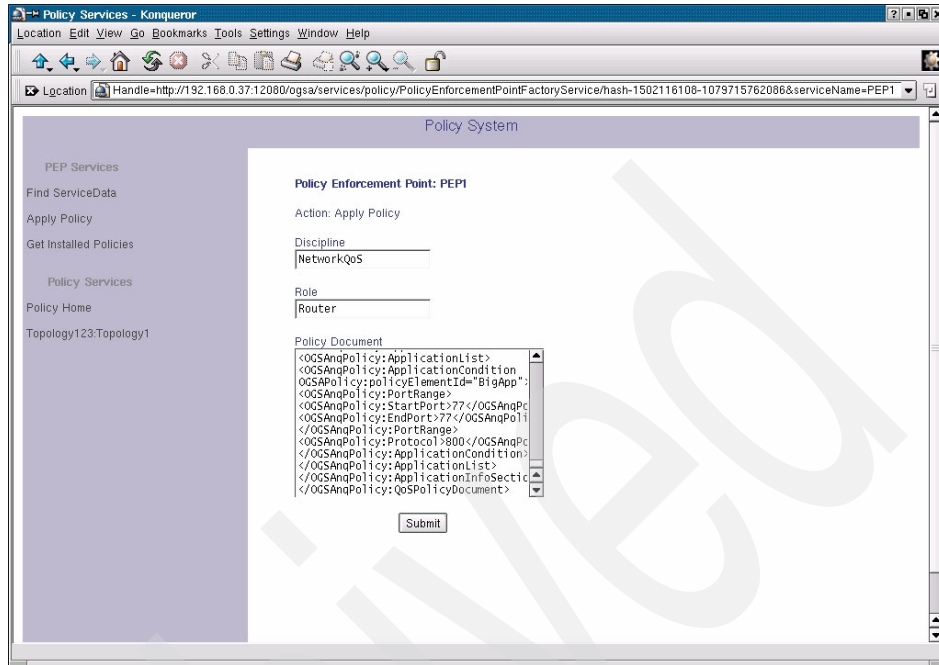 Policy Services - Konqueror
Location Edit View Go Bookmarks Tools Settings Window Help
Location Handle=http://192.168.0.37:12080/ogsa/services/policy/PolicyEnforcementPointFactoryService/hash-1502116108-1079715762086&serviceName=PEP1
Policy System
PEP Services
Find ServiceData
Apply Policy
Get Installed Policies
Policy Services
Policy Home
Topology123:Topology1
Policy Enforcement Point: PEP1
Action: Apply Policy
Discipline
NetworkQoS
Role
Router
Policy Document
<OGSAnqPolicy:ApplicationList>
<OGSAnqPolicy:ApplicationCondition
OGSAPolicy:policyElementId="BigApp">
<OGSAnqPolicy:PortRange>
<OGSAnqPolicy:StartPort>77</OGSAnqPc
<OGSAnqPolicy:EndPort>77</OGSAnqPoli
</OGSAnqPolicy:PortRange>
<OGSAnqPolicy:Protocol>800</OGSAnqPc
</OGSAnqPolicy:ApplicationCondition>
</OGSAnqPolicy:ApplicationList>
</OGSAnqPolicy:ApplicationInfoSectic
</OGSAnqPolicy:QoSPolicyDocument>
Submit